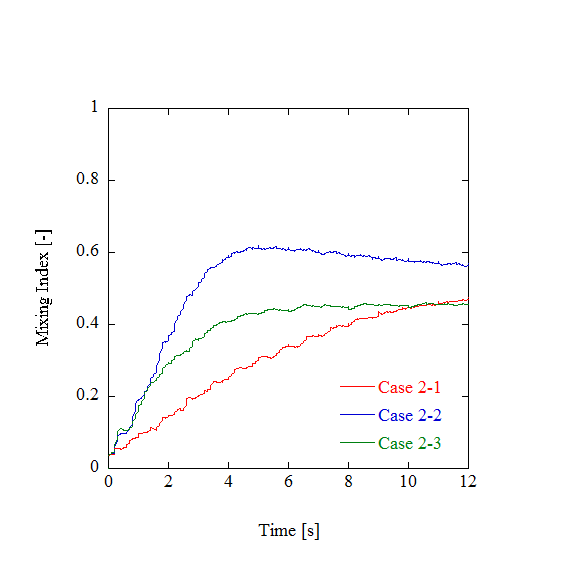 1
0.8
0.6
0.4
0.2
0
Mixing Index [-]
Case 2-1
Case 2-2
Case 2-3
0 2 4 6 8 10 12
Time [s]